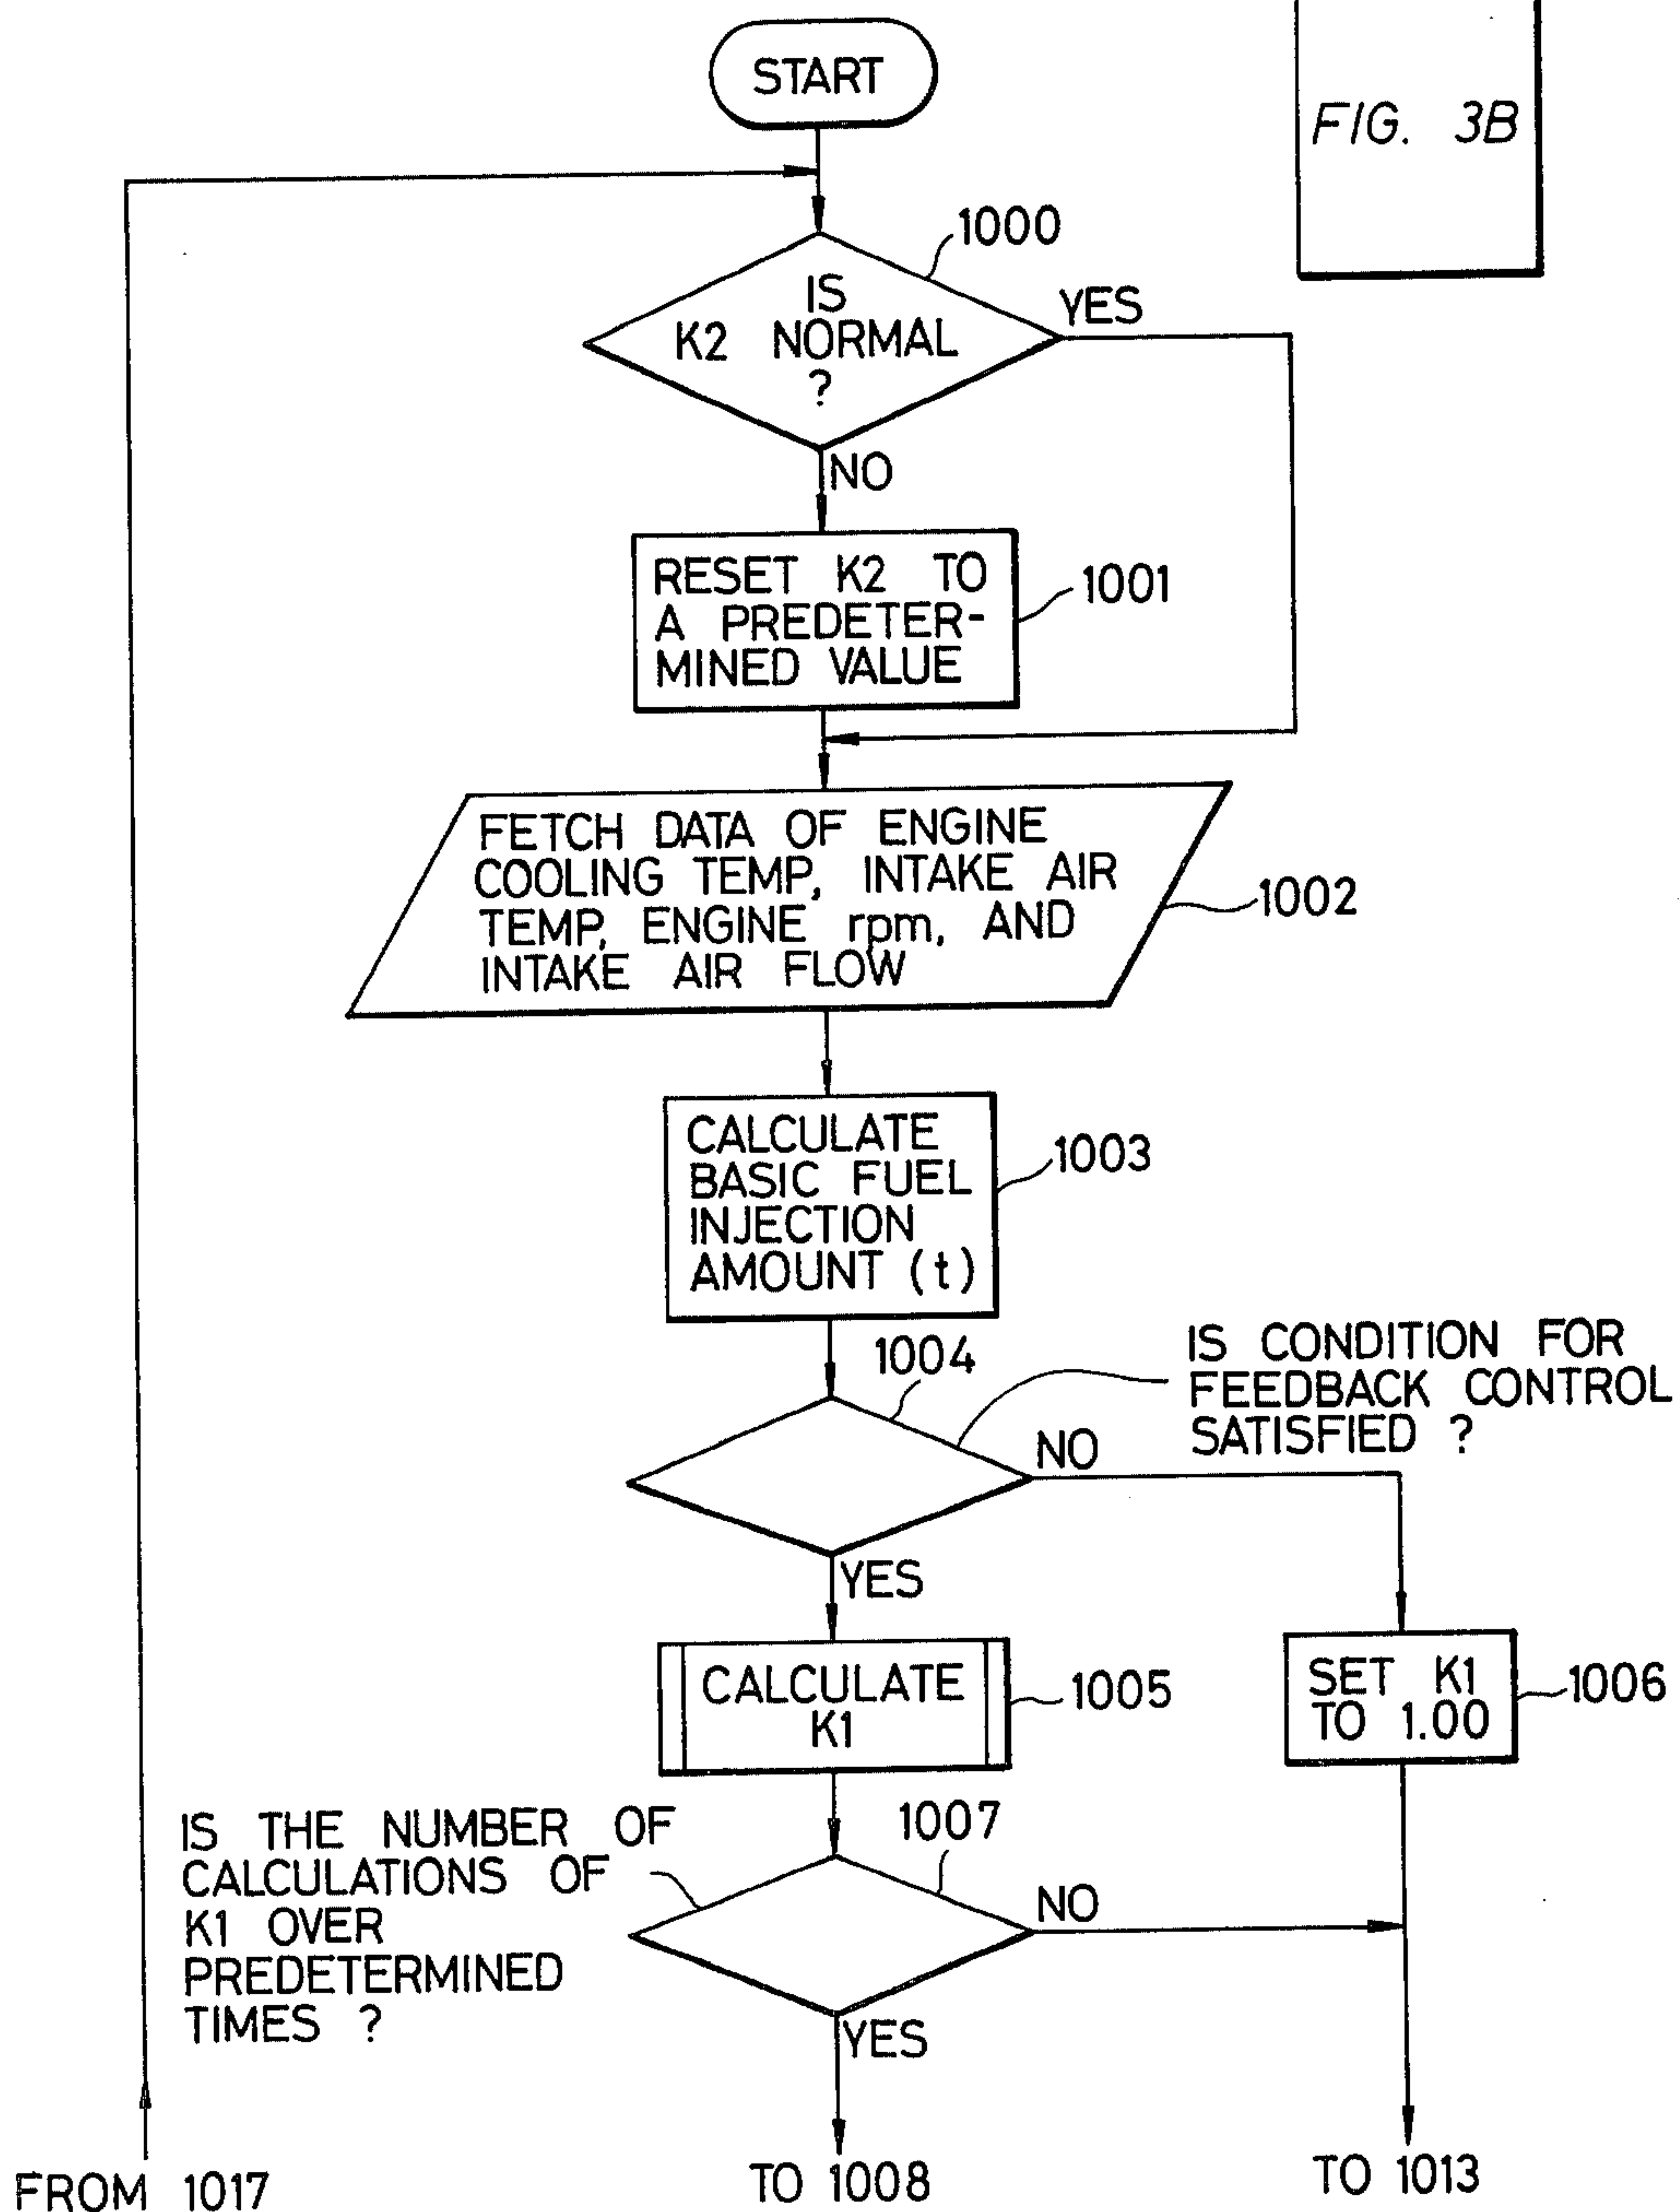 START
FIG. 3B
1000
IS
K2 NORMAL
?
YES
NO
RESET K2 TO
A PREDETER-
MINED VALUE
1001
FETCH DATA OF ENGINE
COOLING TEMP, INTAKE AIR
TEMP, ENGINE rpm, AND
INTAKE AIR FLOW
1002
CALCULATE
BASIC FUEL
INJECTION
AMOUNT (t)
1003
1004
IS CONDITION FOR
FEEDBACK CONTROL
SATISFIED ?
NO
YES
CALCULATE
K1
1005
SET K1
TO 1.00
1006
IS THE NUMBER OF
CALCULATIONS OF
K1 OVER
PREDETERMINED
TIMES ?
1007
NO
YES
FROM 1017
TO 1008
TO 1013